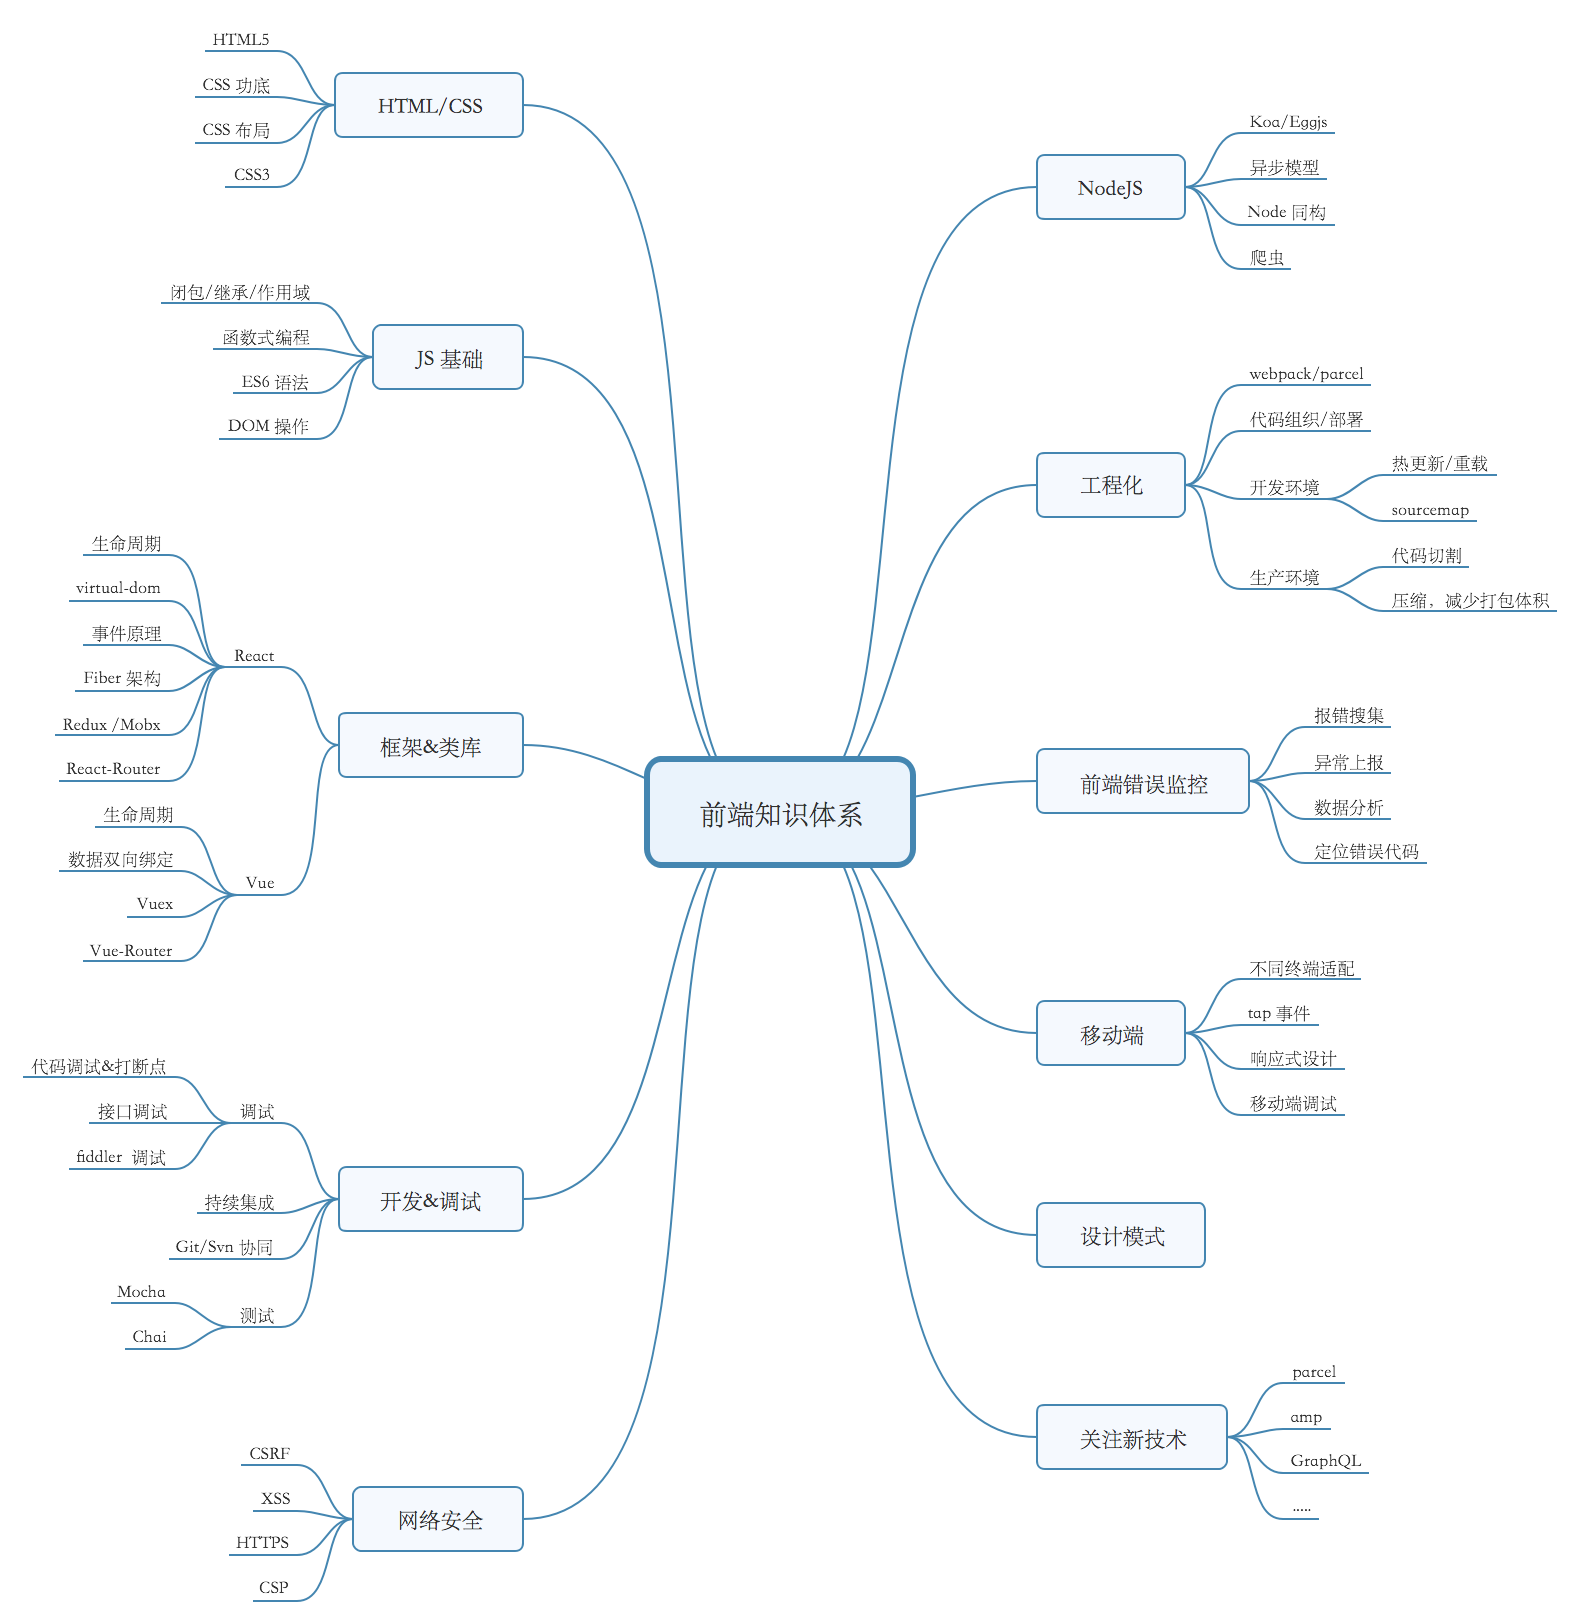 前端知识体系
HTML/CSS
HTML5
CSS 功底
CSS 布局
CSS3
JS 基础
闭包/继承/作用域
函数式编程
ES6 语法
DOM 操作
框架&类库
React
生命周期
virtual-dom
事件原理
Fiber 架构
Redux /Mobx
React-Router
Vue
生命周期
数据双向绑定
Vuex
Vue-Router
开发&调试
调试
代码调试&打断点
接口调试
fiddler 调试
持续集成
Git/Svn 协同
测试
Mocha
Chai
网络安全
CSRF
XSS
HTTPS
CSP
NodeJS
Koa/Eggjs
异步模型
Node 同构
爬虫
工程化
webpack/parcel
代码组织/部署
开发环境
热更新/重载
sourcemap
生产环境
代码切割
压缩，减少打包体积
前端错误监控
报错搜集
异常上报
数据分析
定位错误代码
移动端
不同终端适配
tap 事件
响应式设计
移动端调试
设计模式
关注新技术
parcel
amp
GraphQL
.....